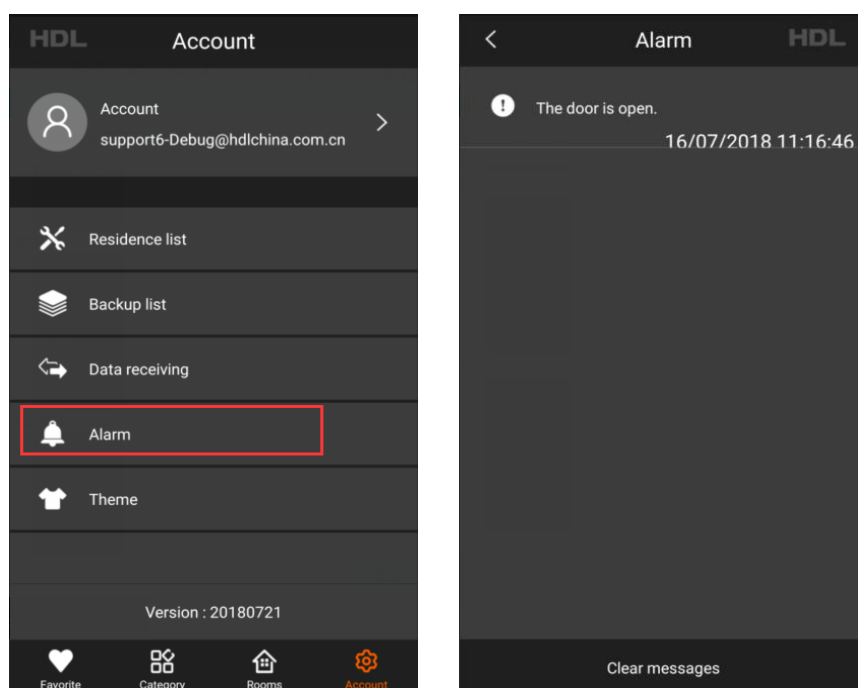 HDL Account
Account
support6-Debug@hdlchina.com.cn
Residence list
Backup list
Data receiving
Alarm
Theme
Version : 20180721
Favorite Category Rooms Account
Alarm HDL
The door is open.
16/07/2018 11:16:46
Clear messages